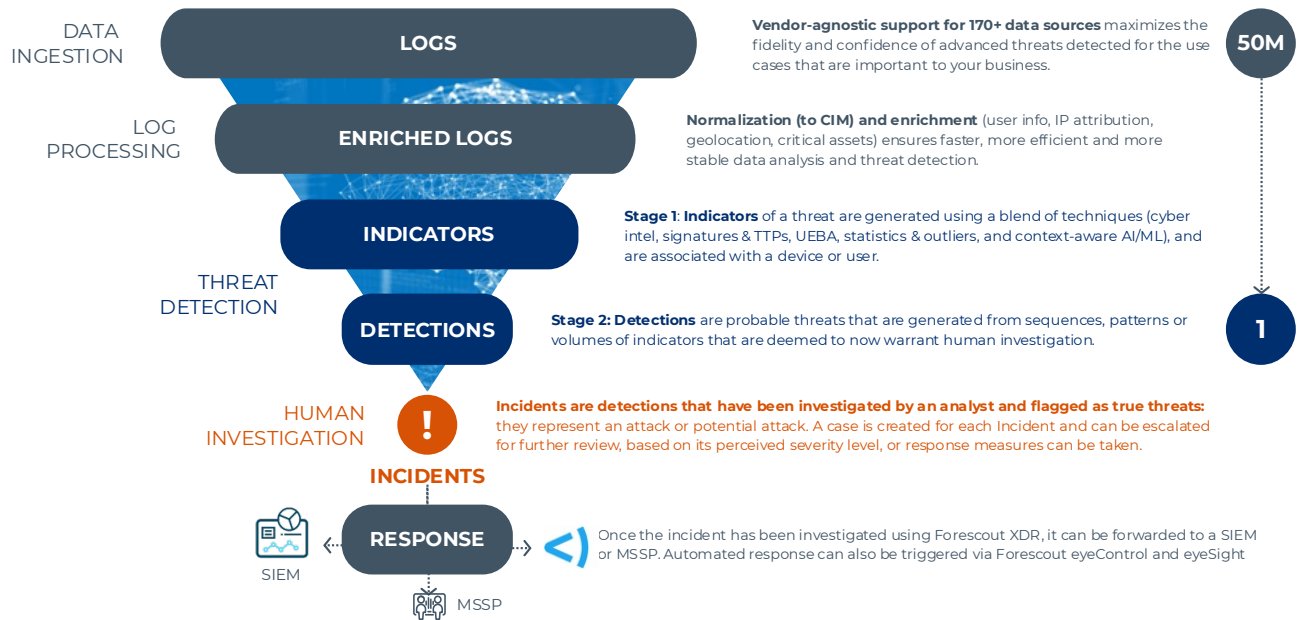 DATA
INGESTION
LOGS
Vendor-agnostic support for 170+ data sources maximizes the
fidelity and confidence of advanced threats detected for the use
cases that are important to your business.
50M
LOG
PROCESSING
ENRICHED LOGS
Normalization (to CIM) and enrichment (user info, IP attribution,
geolocation, critical assets) ensures faster, more efficient and more
stable data analysis and threat detection.
INDICATORS
Stage 1: Indicators of a threat are generated using a blend of techniques (cyber
intel, signatures & TTPs, UEBA, statistics & outliers, and context-aware AI/ML), and
are associated with a device or user.
THREAT
DETECTION
DETECTIONS
Stage 2: Detections are probable threats that are generated from sequences, patterns or
volumes of indicators that are deemed to now warrant human investigation.
1
HUMAN
INVESTIGATION
!
INCIDENTS
Incidents are detections that have been investigated by an analyst and flagged as true threats:
they represent an attack or potential attack. A case is created for each Incident and can be escalated
for further review, based on its perceived severity level, or response measures can be taken.
SIEM
RESPONSE
MSSP
Once the incident has been investigated using Forescout XDR, it can be forwarded to a SIEM
or MSSP. Automated response can also be triggered via Forescout eyeControl and eyeSight